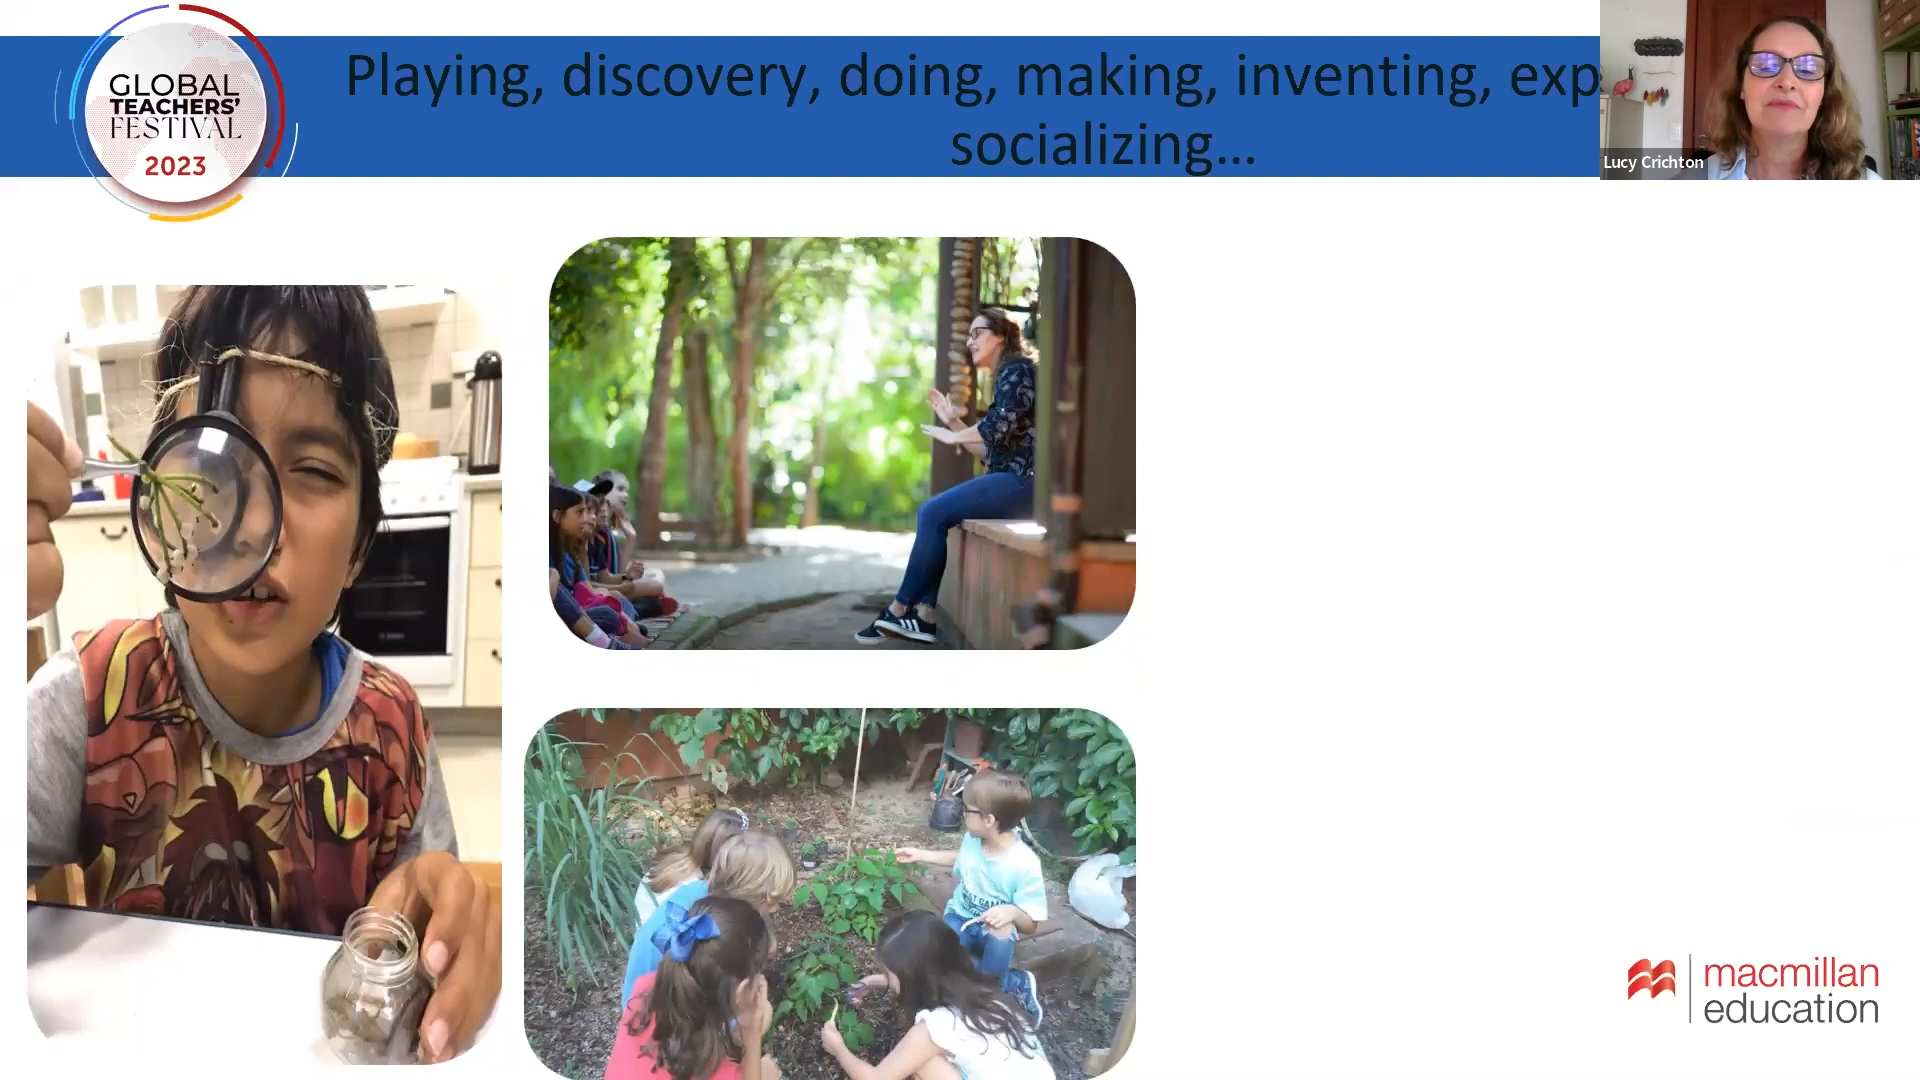 GLOBAL
TEACHERS'
FESTIVAL
2023
Playing, discovery, doing, making, inventing, exp
socializing...
Lucy Crichton
macmillan
education